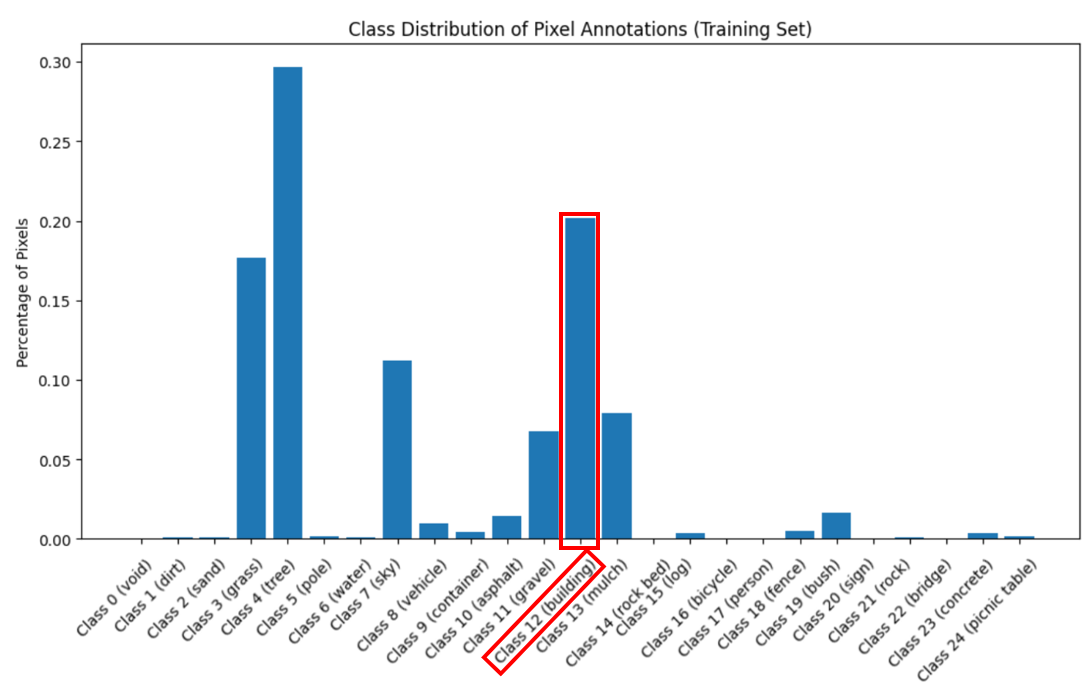 Class Distribution of Pixel Annotations (Training Set)
Percentage of Pixels
0.30
0.25
0.20
0.15
0.10
0.05
0.00
Class 0 (void)
Class 1 (dirt)
Class 2 (sand)
Class 3 (grass)
Class 4 (tree)
Class 5 (pole)
Class 6 (water)
Class 7 (sky)
Class 8 (vehicle)
Class 9 (container)
Class 10 (asphalt)
Class 11 (gravel)
Class 12 (building)
Class 13 (mulch)
Class 14 (rock bed)
Class 15 (log)
Class 16 (bicycle)
Class 17 (person)
Class 18 (fence)
Class 19 (bush)
Class 20 (sign)
Class 21 (rock)
Class 22 (bridge)
Class 23 (concrete)
Class 24 (picnic table)